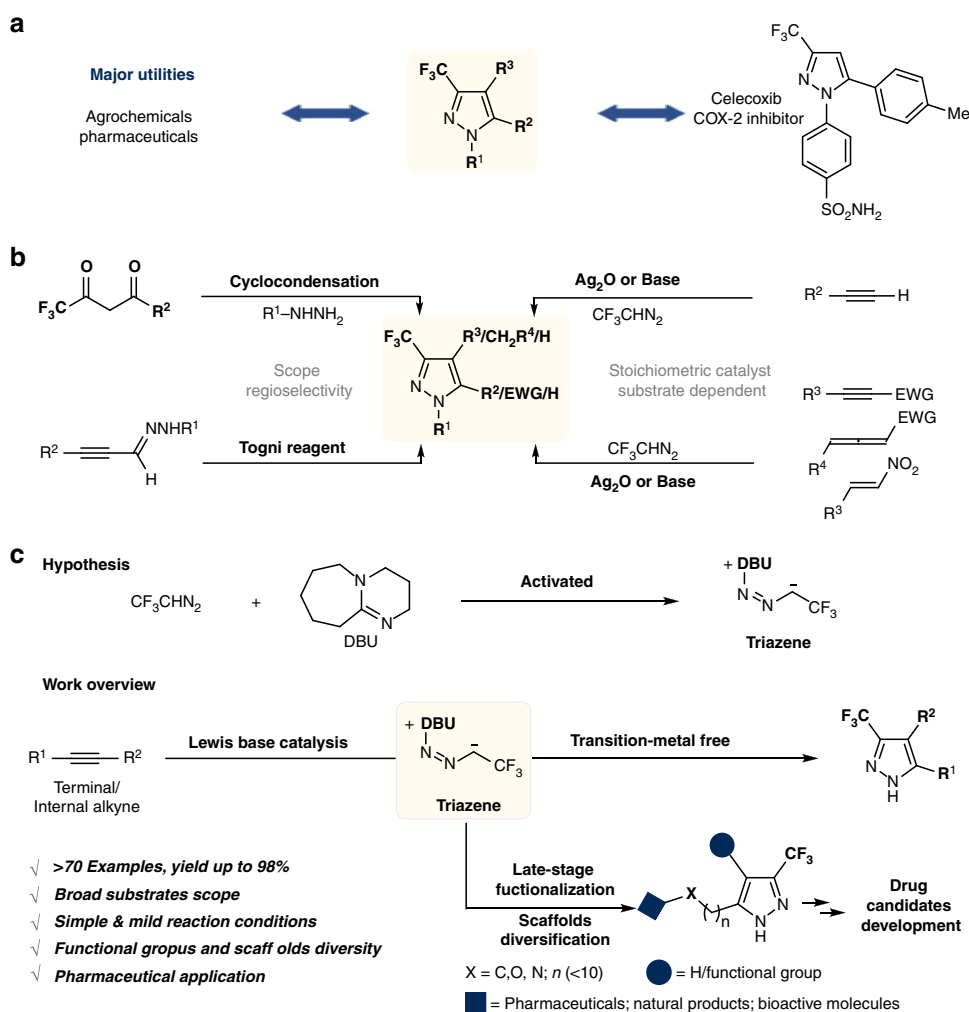 a
Major utilities
Agrochemicals
pharmaceuticals
F₃C
R³
N
N
R²
R¹
Celecoxib
COX-2 inhibitor
F₃C
N
N
Me
SO₂NH₂
b
O
O
F₃C
R²
Cyclocondensation
R¹–NHNH₂
Ag₂O or Base
CF₃CHN₂
R²
H
Scope
regioselectivity
F₃C
R³/CH₂R⁴/H
N
N
R²/EWG/H
R¹
Stoichiometric catalyst
substrate dependent
R³
EWG
EWG
R⁴
NO₂
R³
R²
NNHR¹
H
Togni reagent
CF₃CHN₂
Ag₂O or Base
c
Hypothesis
CF₃CHN₂
+
N
N
DBU
Activated
+ DBU
N
N
–
CF₃
Triazene
Work overview
R¹
R²
Terminal/
Internal alkyne
Lewis base catalysis
+ DBU
N
N
–
CF₃
Triazene
Transition-metal free
F₃C
R²
N
N
H
R¹
√ >70 Examples, yield up to 98%
√ Broad substrates scope
√ Simple & mild reaction conditions
√ Functional gropus and scaff olds diversity
√ Pharmaceutical application
Late-stage
fuctionalization
Scaffolds
diversification
X
( )n
CF₃
N
N
H
Drug
candidates
development
X = C,O, N; n (<10)
= H/functional group
= Pharmaceuticals; natural products; bioactive molecules